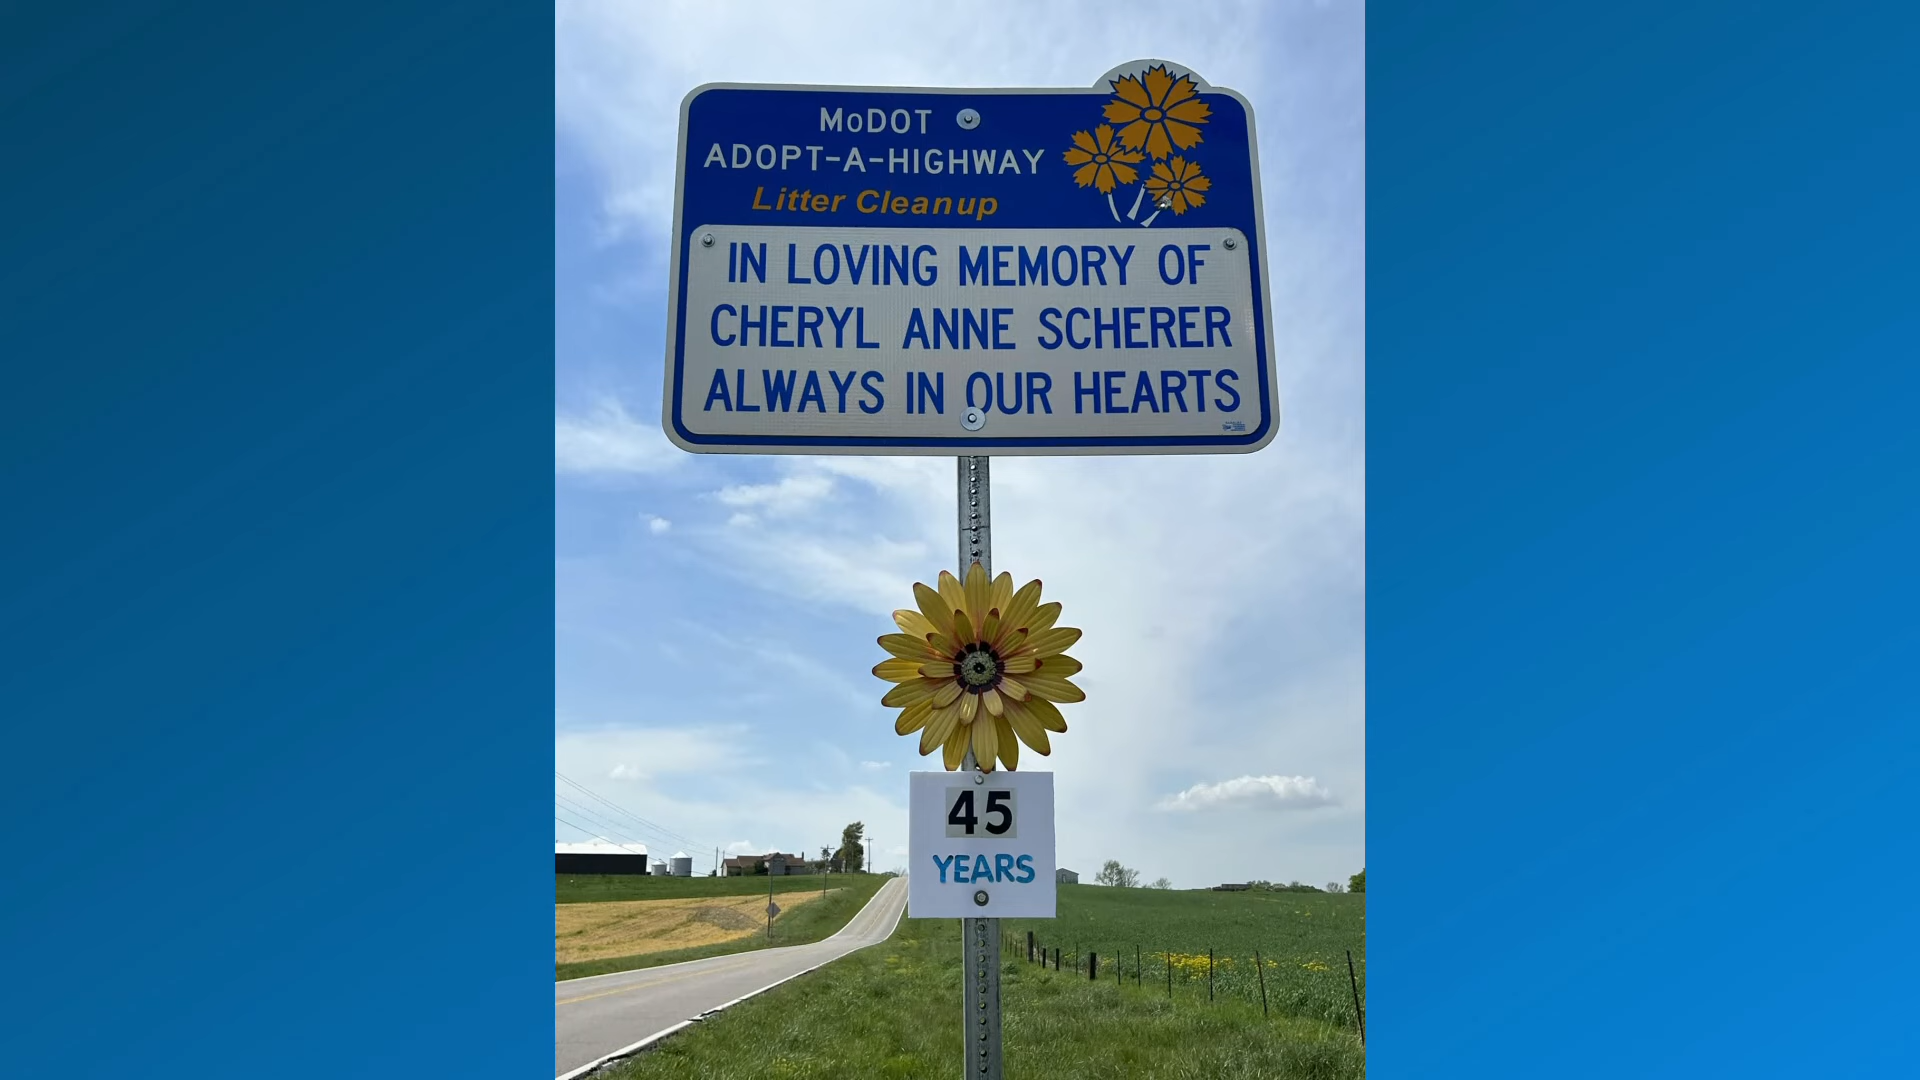 MoDOT
ADOPT-A-HIGHWAY
Litter Cleanup
IN LOVING MEMORY OF
CHERYL ANNE SCHERER
ALWAYS IN OUR HEARTS
45
YEARS